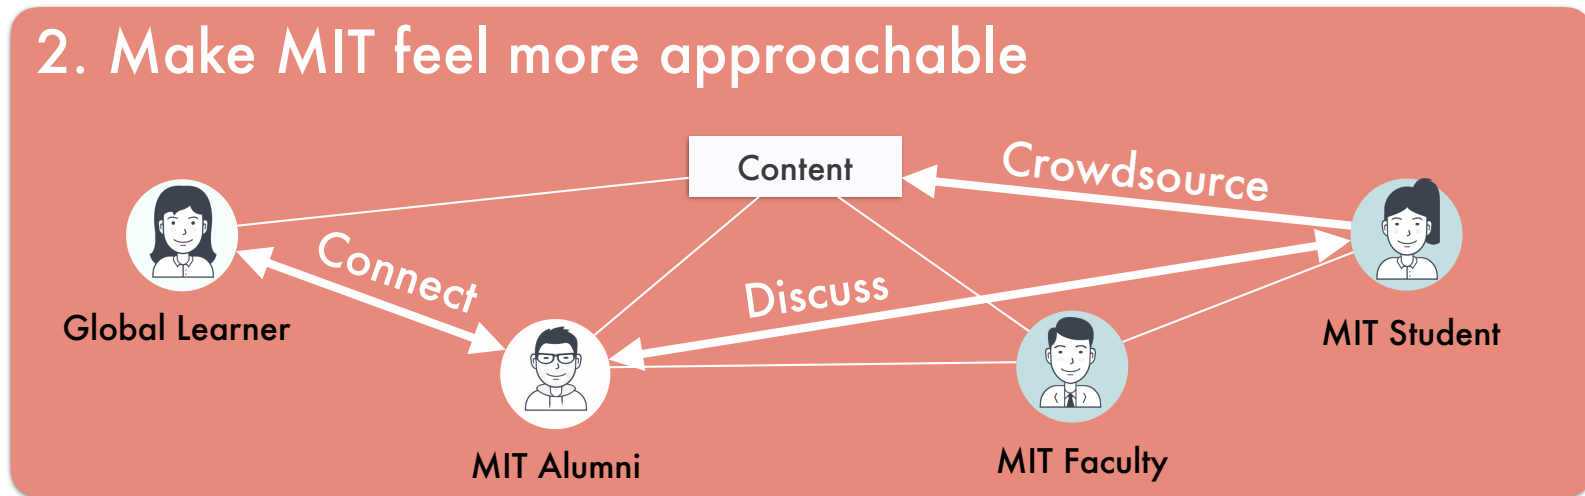 2. Make MIT feel more approachable
Content
Crowdsource
Connect
Discuss
Global Learner
MIT Student
MIT Alumni
MIT Faculty